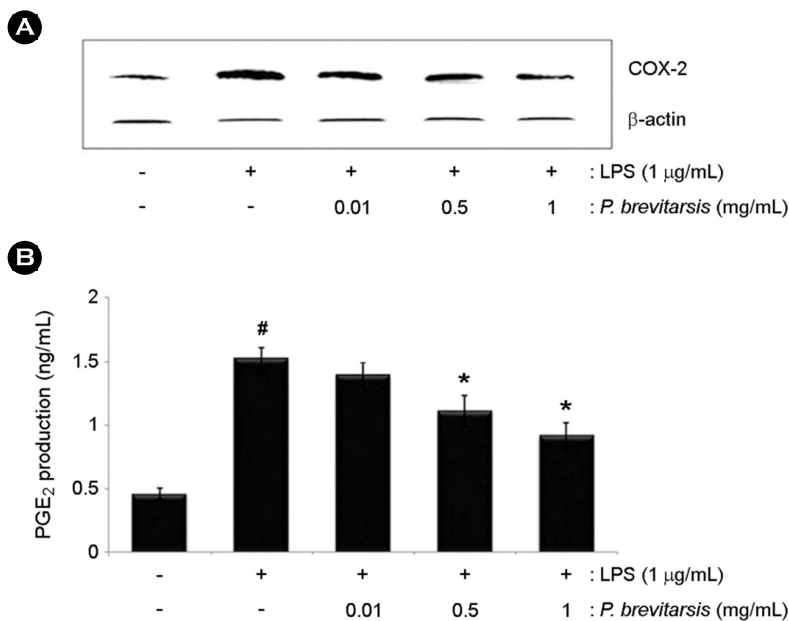 A
COX-2
β-actin
- + + + + : LPS (1 μg/mL)
- - 0.01 0.5 1 : P. brevitarsis (mg/mL)
B
PGE2 production (ng/mL)
2
1.5
1
0.5
0
#
*
*
- + + + + : LPS (1 μg/mL)
- - 0.01 0.5 1 : P. brevitarsis (mg/mL)